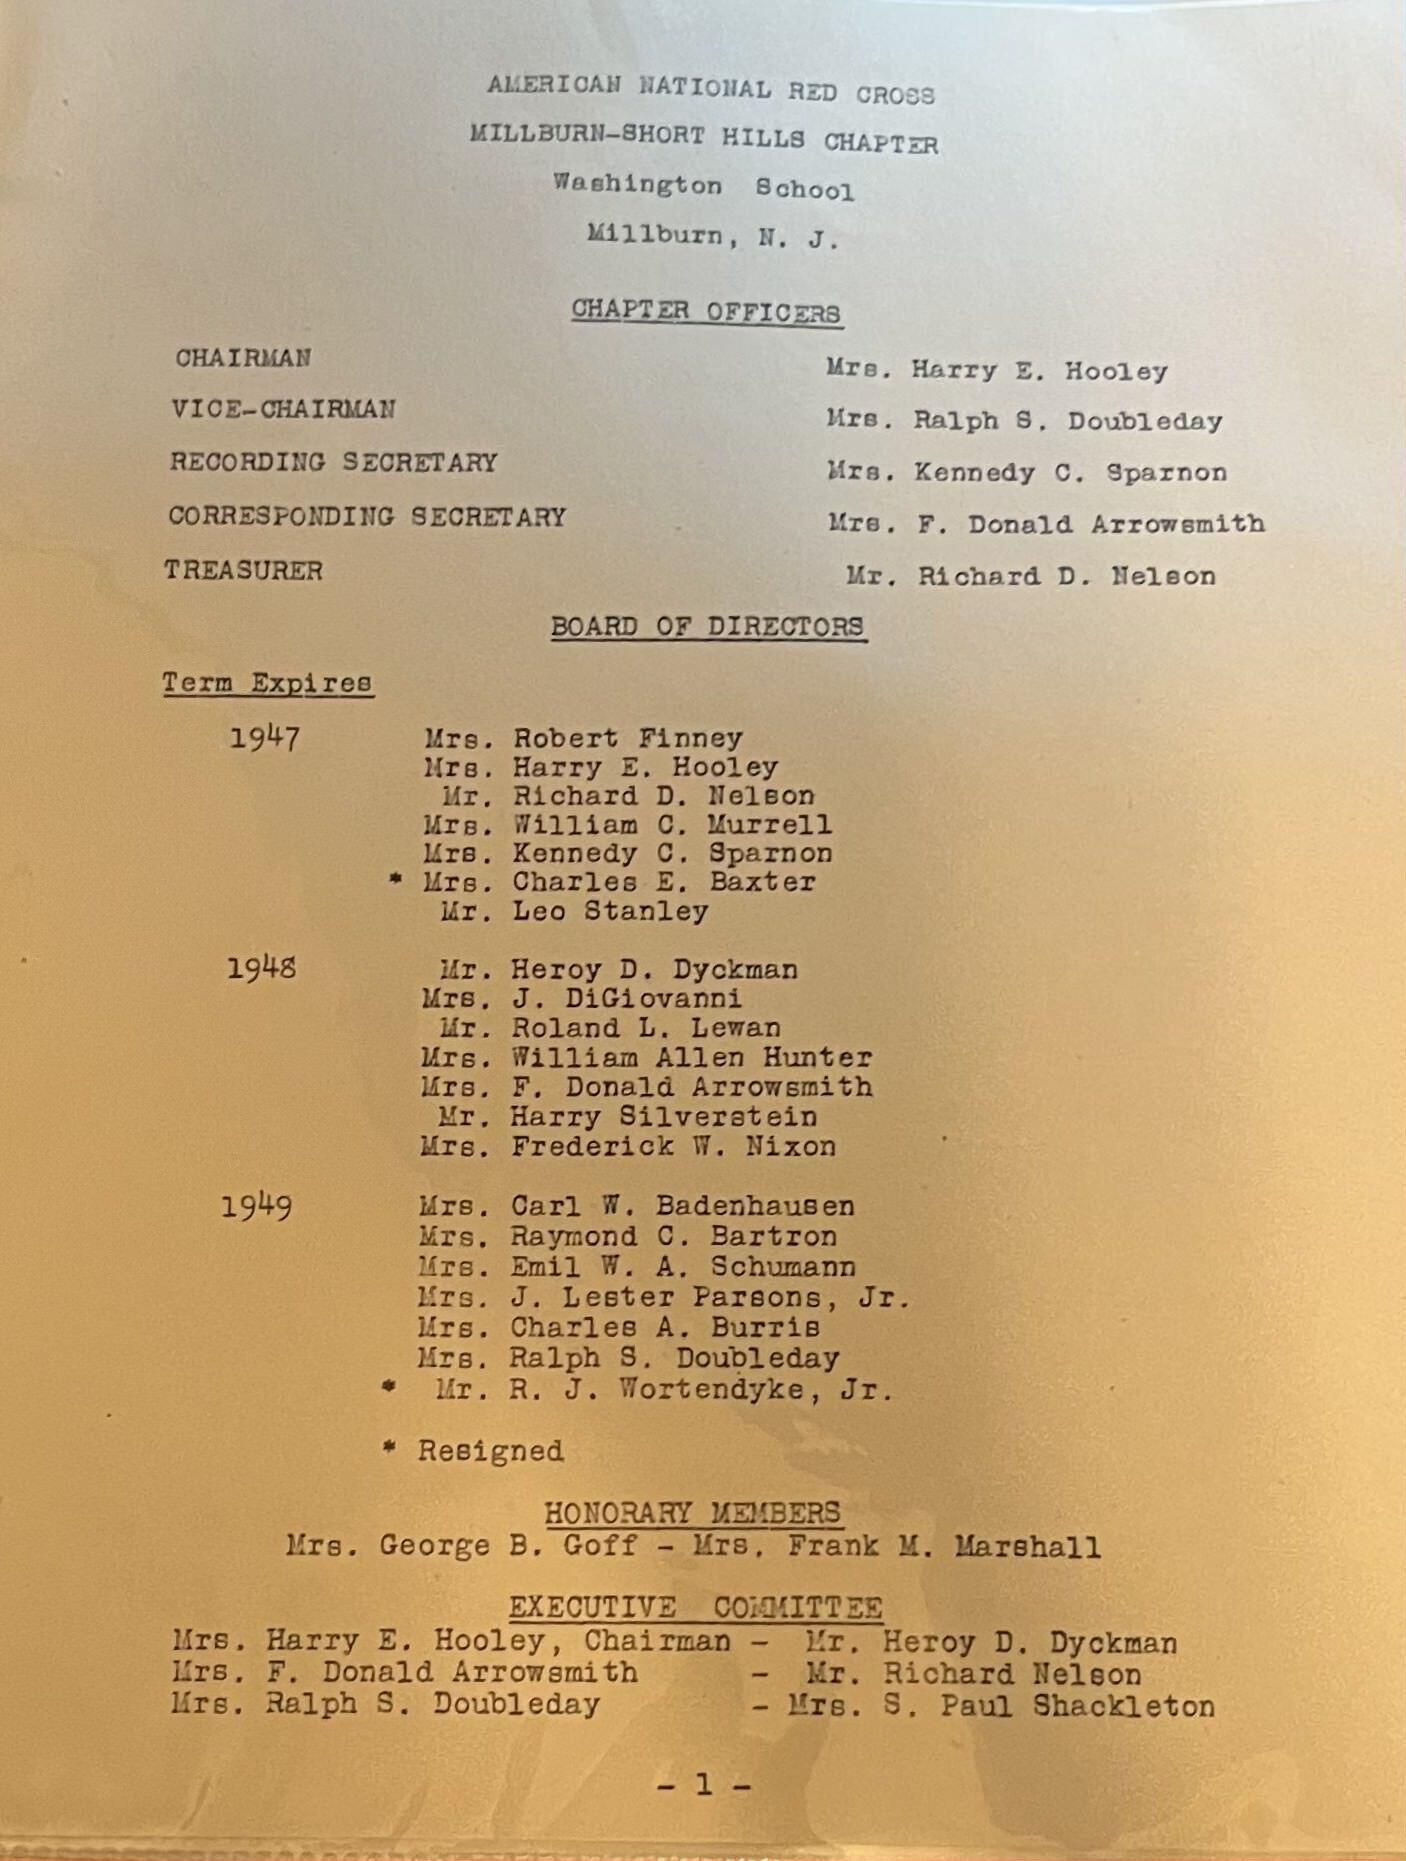 AMERICAN NATIONAL RED CROSS
MILLBURN-SHORT HILLS CHAPTER
Washington School
Millburn, N. J.
CHAPTER OFFICERS
CHAIRMAN Mrs. Harry E. Hooley
VICE-CHAIRMAN Mrs. Ralph S. Doubleday
RECORDING SECRETARY Mrs. Kennedy C. Sparnon
CORRESPONDING SECRETARY Mrs. F. Donald Arrowsmith
TREASURER Mr. Richard D. Nelson
BOARD OF DIRECTORS
Term Expires
1947 Mrs. Robert Finney
Mrs. Harry E. Hooley
Mr. Richard D. Nelson
Mrs. William C. Murrell
Mrs. Kennedy C. Sparnon
* Mrs. Charles E. Baxter
Mr. Leo Stanley
1948 Mr. Heroy D. Dyckman
Mrs. J. DiGiovanni
Mr. Roland L. Lewan
Mrs. William Allen Hunter
Mrs. F. Donald Arrowsmith
Mr. Harry Silverstein
Mrs. Frederick W. Nixon
1949 Mrs. Carl W. Badenhausen
Mrs. Raymond C. Bartron
Mrs. Emil W. A. Schumann
Mrs. J. Lester Parsons, Jr.
Mrs. Charles A. Burris
Mrs. Ralph S. Doubleday
* Mr. R. J. Wortendyke, Jr.
* Resigned
HONORARY MEMBERS
Mrs. George B. Goff - Mrs. Frank M. Marshall
EXECUTIVE COMMITTEE
Mrs. Harry E. Hooley, Chairman - Mr. Heroy D. Dyckman
Mrs. F. Donald Arrowsmith - Mr. Richard Nelson
Mrs. Ralph S. Doubleday - Mrs. S. Paul Shackleton
- 1 -